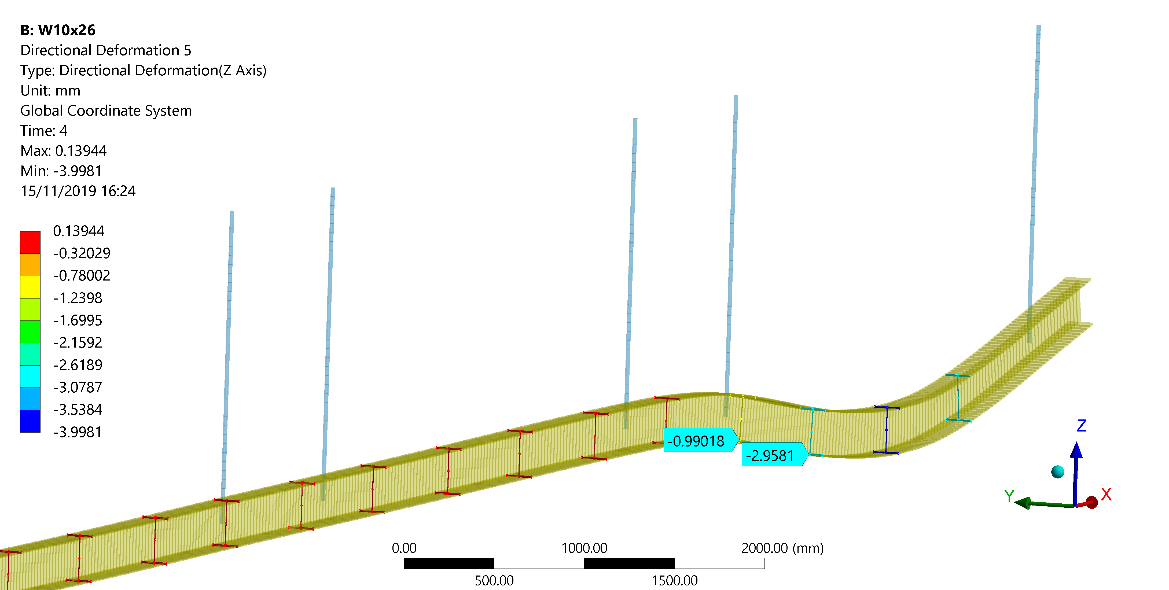 B: W10x26
Directional Deformation 5
Type: Directional Deformation(Z Axis)
Unit: mm
Global Coordinate System
Time: 4
Max: 0.13944
Min: -3.9981
15/11/2019 16:24
0.13944
-0.32029
-0.78002
-1.2398
-1.6995
-2.1592
-2.6189
-3.0787
-3.5384
-3.9981
-0.99018
-2.9581
Z
Y
X
0.00 1000.00 2000.00 (mm)
500.00 1500.00